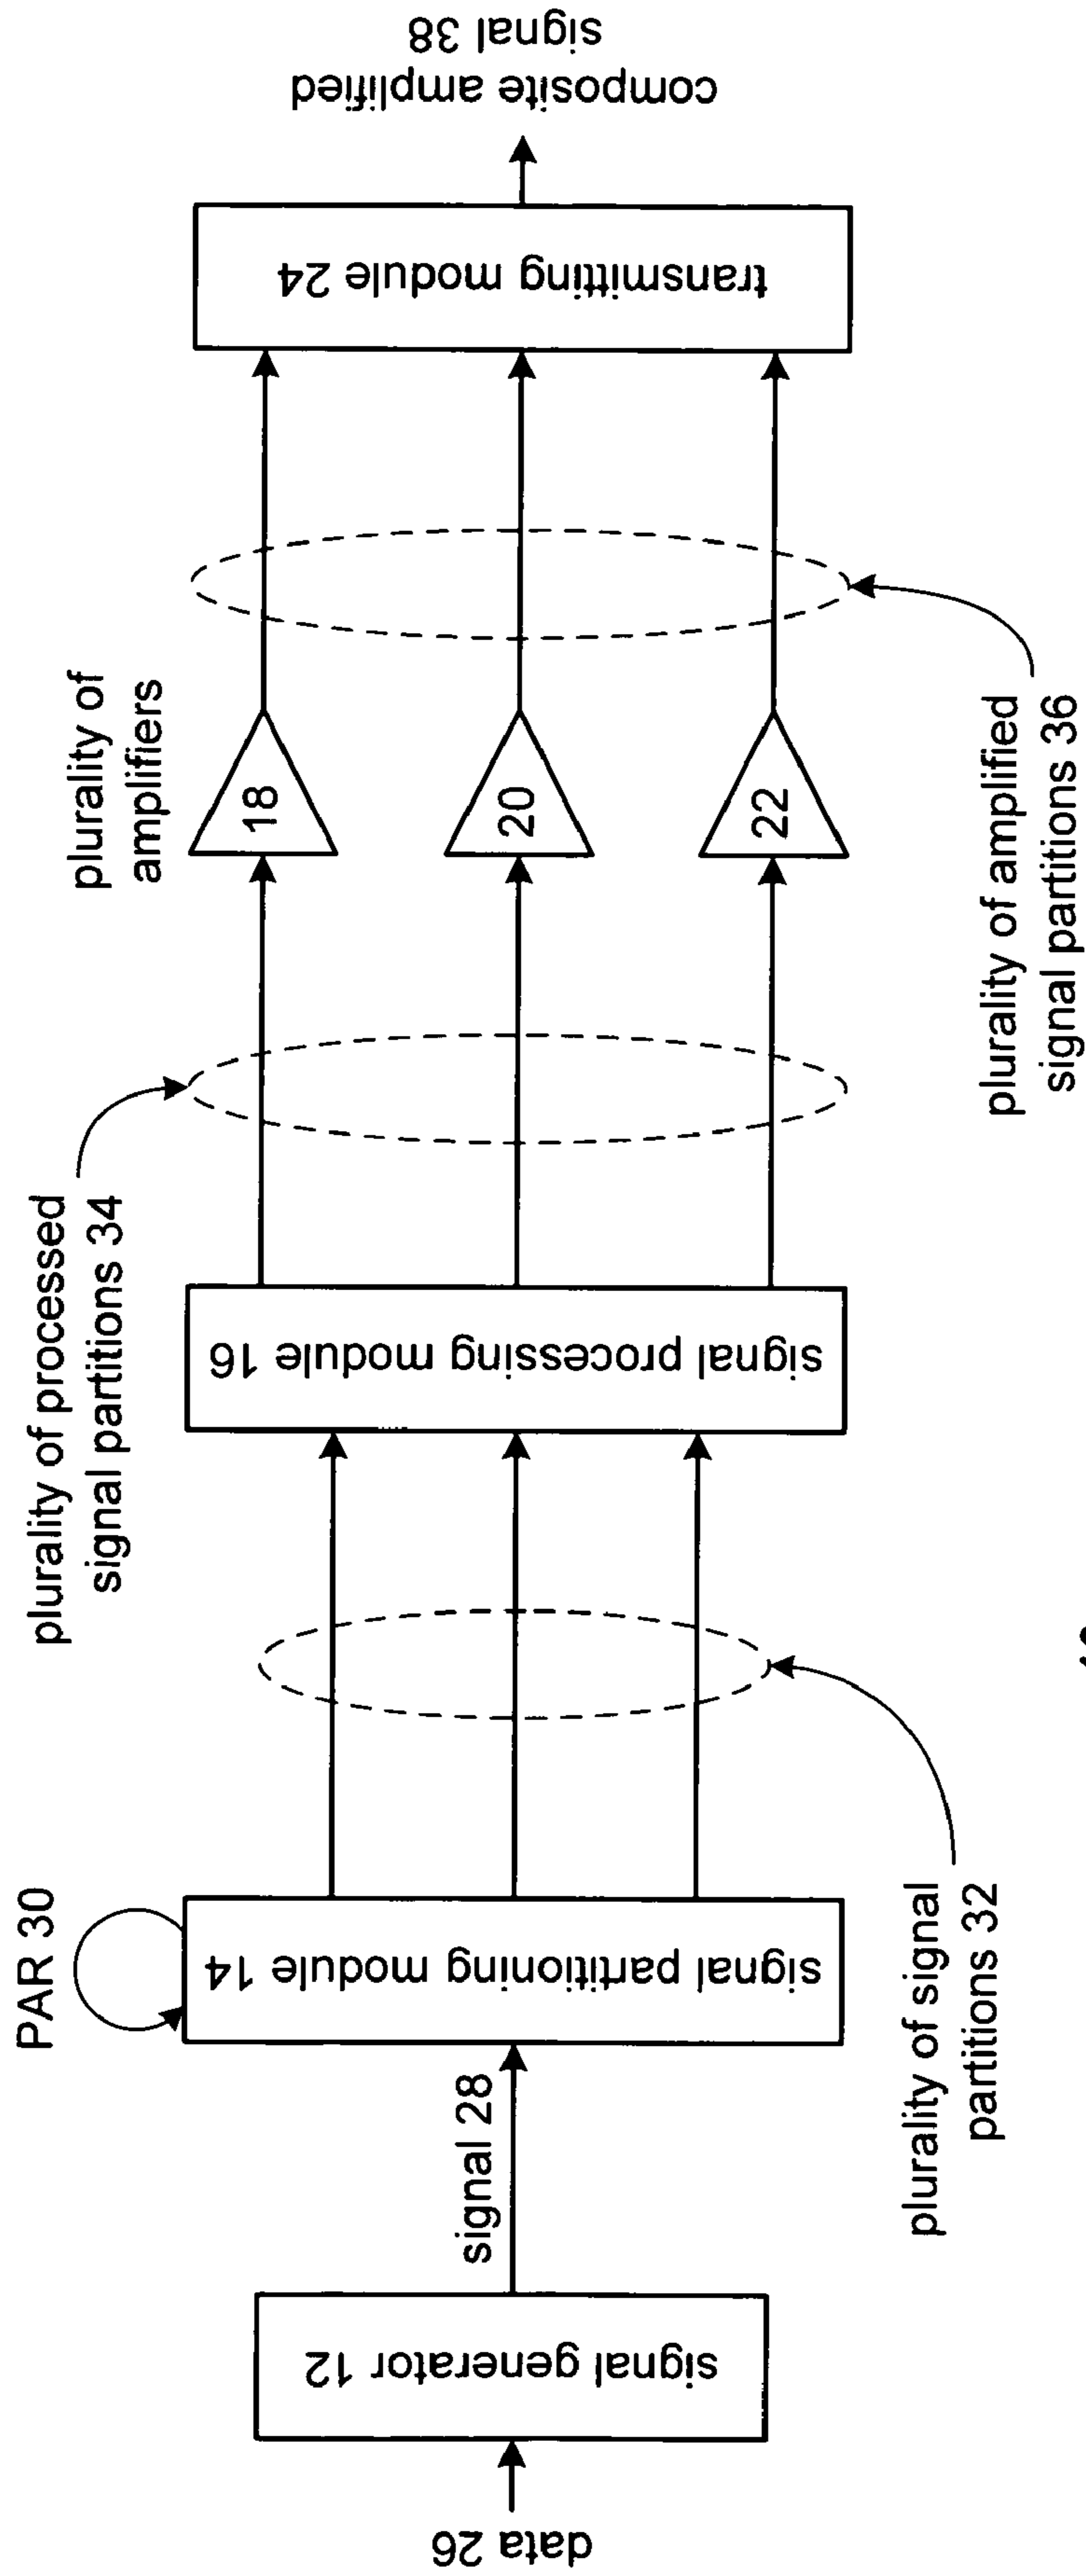 data 26
signal generator 12
signal 28
PAR 30
signal partitioning module 14
plurality of signal
partitions 32
signal processing module 16
plurality of processed
signal partitions 34
plurality of
amplifiers
18
20
22
plurality of amplified
signal partitions 36
transmitting module 24
composite amplified
signal 38